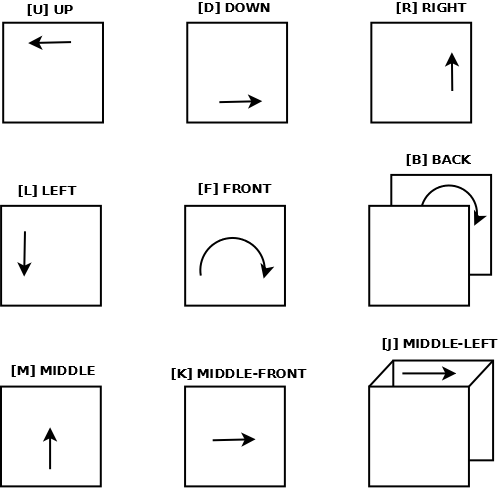 [U] UP
[D] DOWN
[R] RIGHT
[L] LEFT
[F] FRONT
[B] BACK
[M] MIDDLE
[K] MIDDLE-FRONT
[J] MIDDLE-LEFT